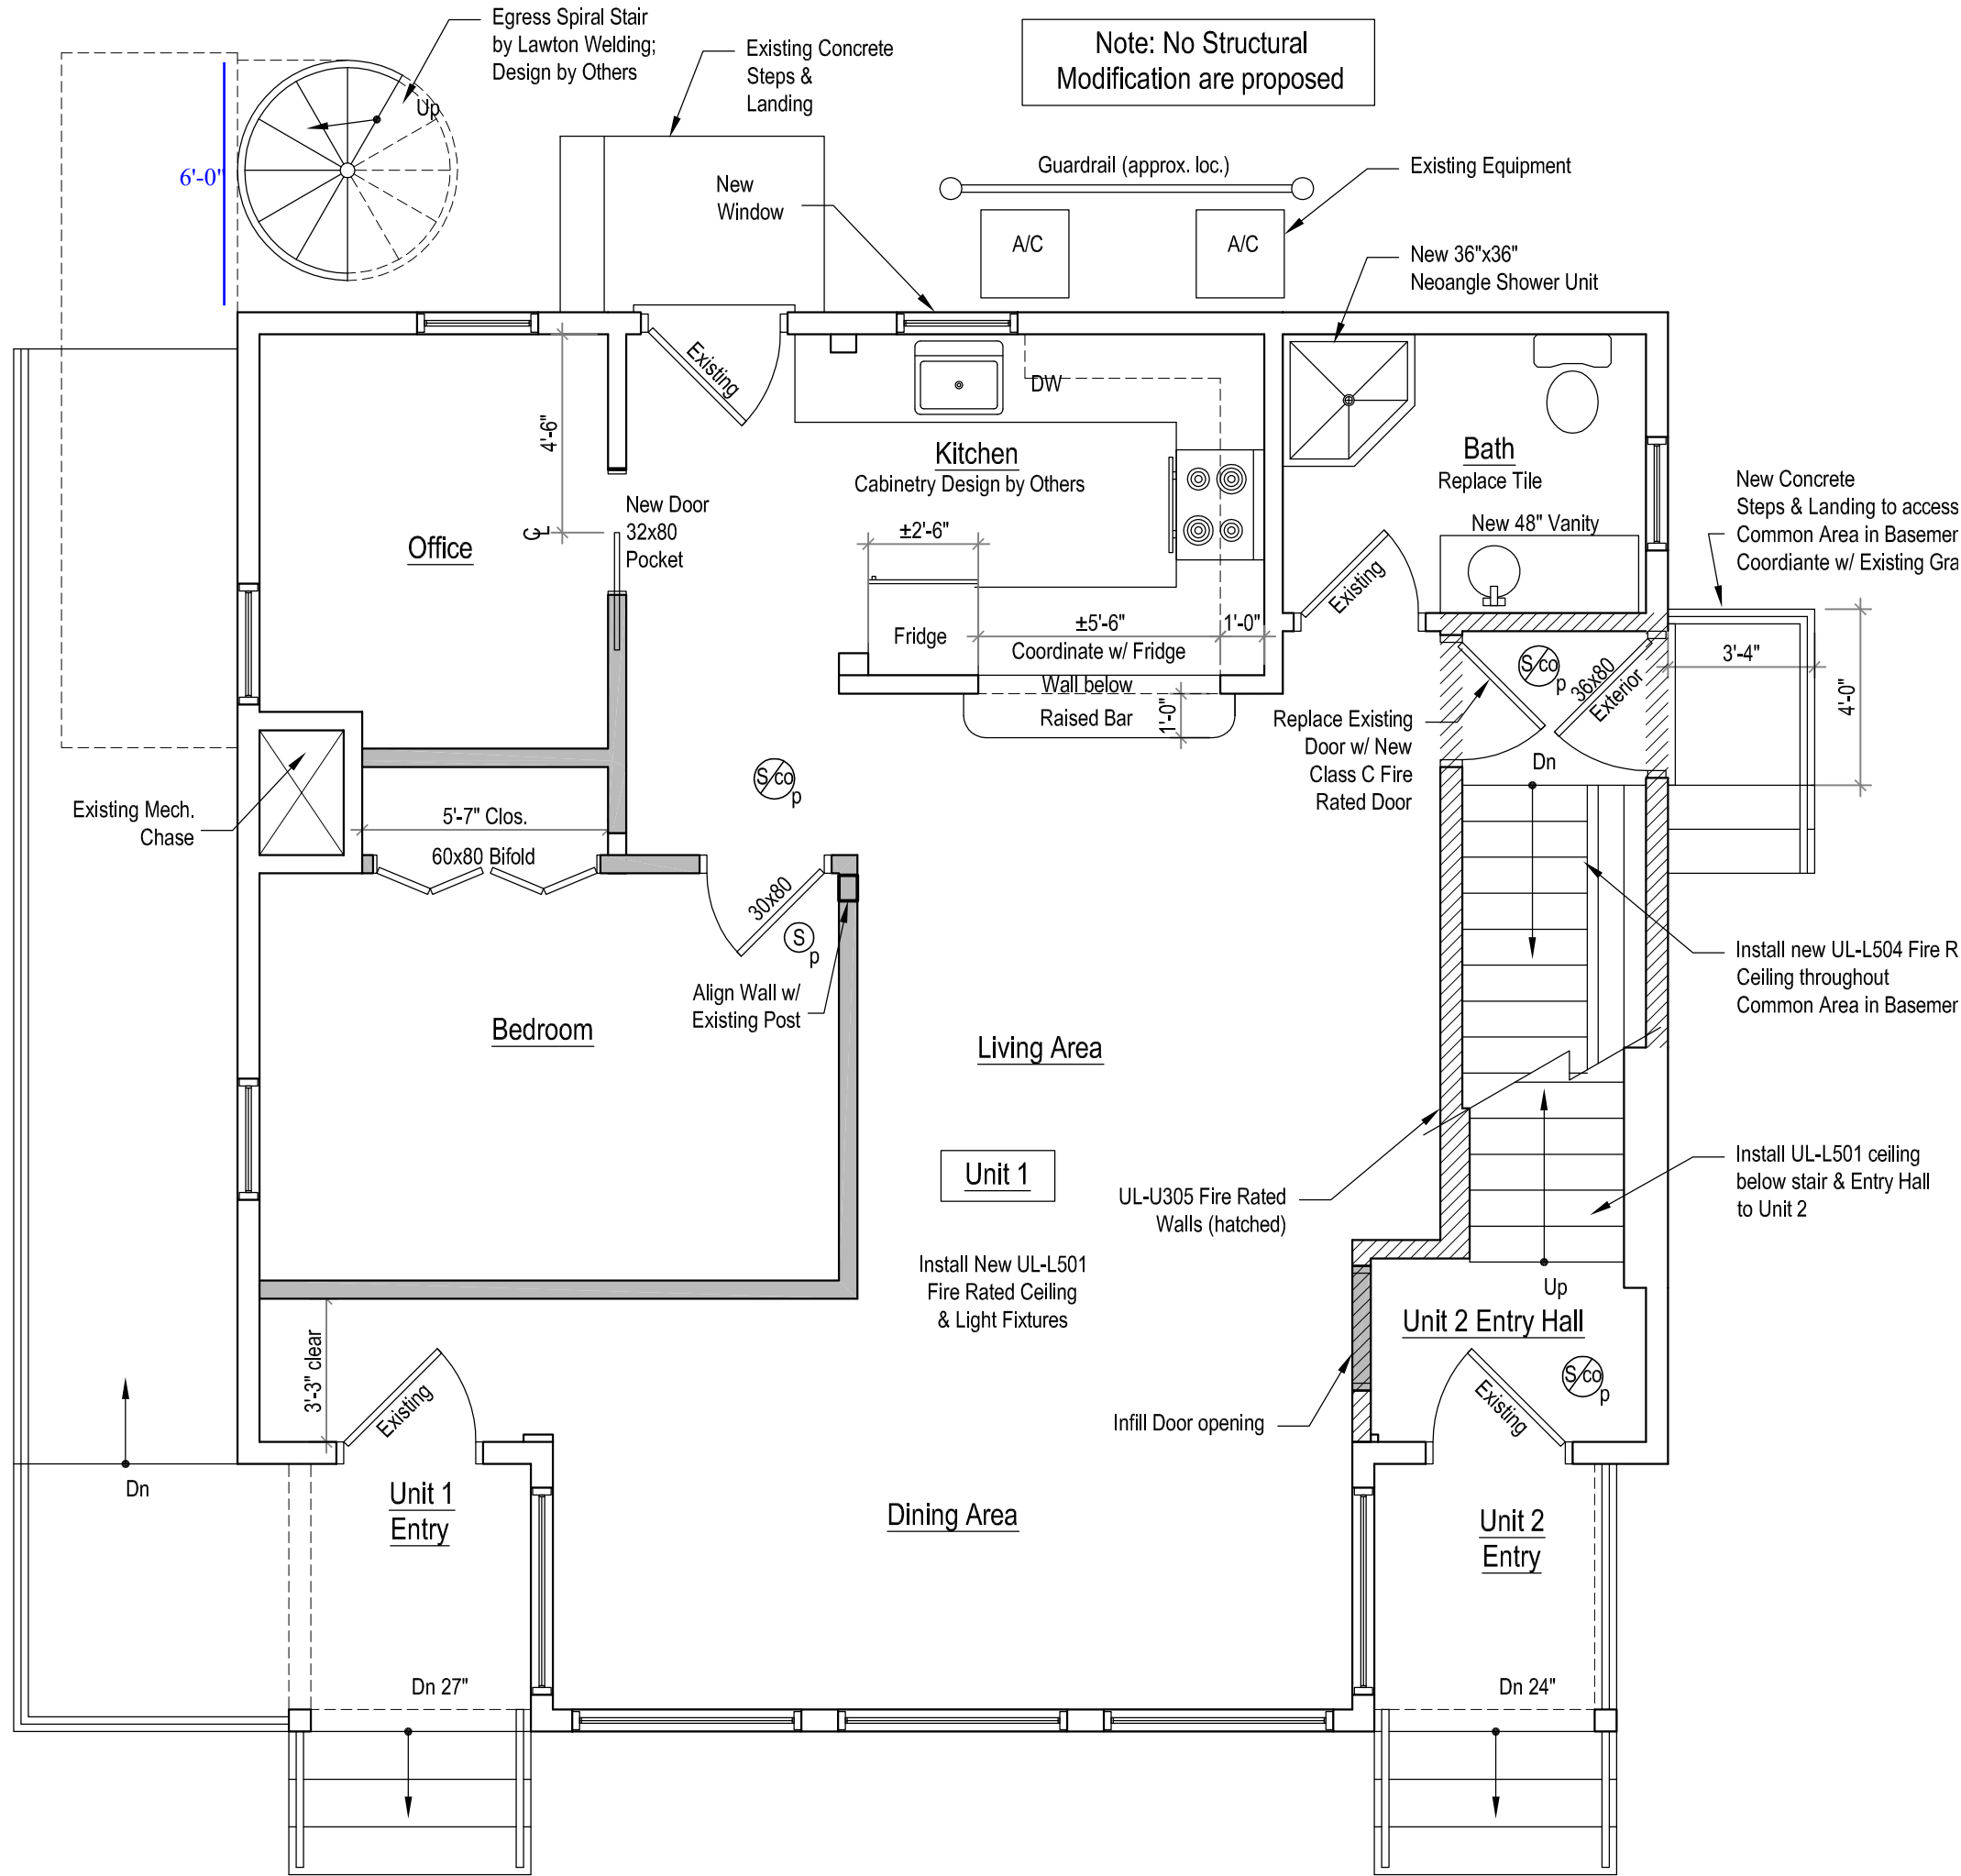 Egress Spiral Stair
by Lawton Welding;
Design by Others
Existing Concrete
Steps &
Landing
Note: No Structural
Modification are proposed
Up
6'-0"
New
Window
Guardrail (approx. loc.)
Existing Equipment
A/C
A/C
New 36"x36"
Neoangle Shower Unit
Existing
DW
4'-6"
Kitchen
Cabinetry Design by Others
Bath
Replace Tile
New 48" Vanity
New Concrete
Steps & Landing to access
Common Area in Basemer
Coordiante w/ Existing Gra
Office
CL
New Door
32x80
Pocket
±2'-6"
Existing
Fridge
±5'-6"
1'-0"
Coordinate w/ Fridge
Wall below
Raised Bar
1'-0"
S/co
p
36x80
Exterior
3'-4"
4'-0"
Replace Existing
Door w/ New
Class C Fire
Rated Door
Dn
Existing Mech.
Chase
5'-7" Clos.
60x80 Bifold
S/co
p
30x80
S
p
Align Wall w/
Existing Post
Bedroom
Living Area
Install new UL-L504 Fire R
Ceiling throughout
Common Area in Basemer
Unit 1
UL-U305 Fire Rated
Walls (hatched)
Install UL-L501 ceiling
below stair & Entry Hall
to Unit 2
Install New UL-L501
Fire Rated Ceiling
& Light Fixtures
Up
Unit 2 Entry Hall
3'-3" clear
Existing
S/co
p
Existing
Infill Door opening
Dn
Unit 1
Entry
Dining Area
Unit 2
Entry
Dn 27"
Dn 24"